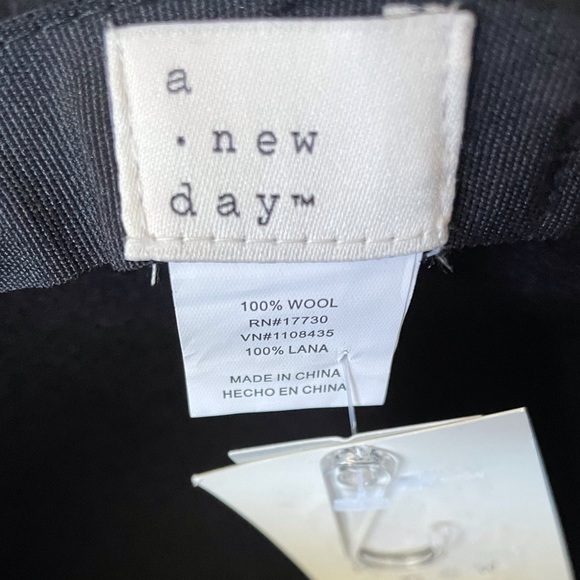 a
· new
day™
100% WOOL
RN#17730
VN#1108435
100% LANA
MADE IN CHINA
HECHO EN CHINA